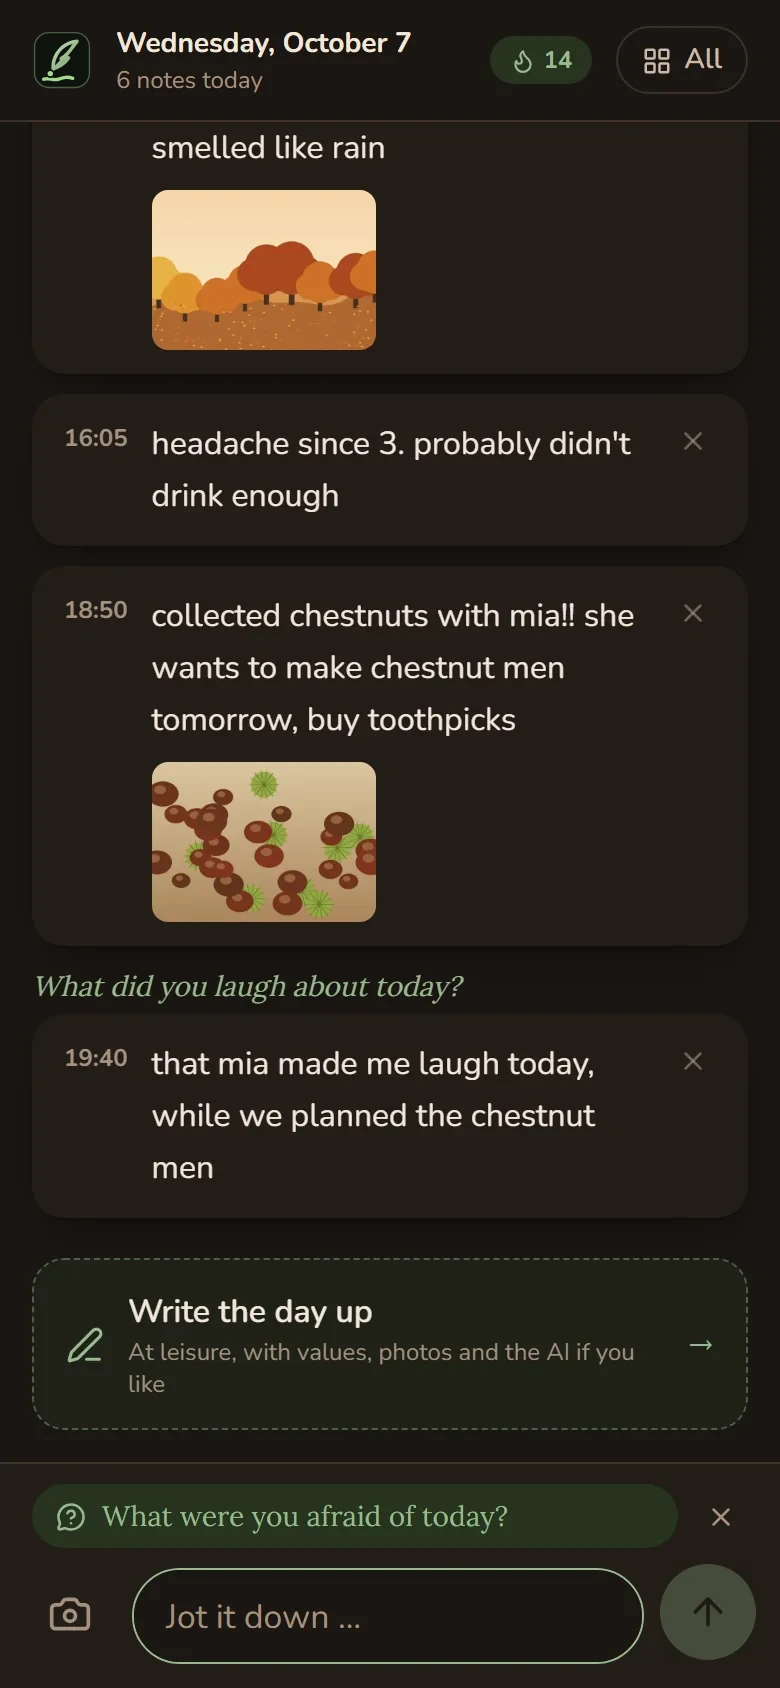 Wednesday, October 7
6 notes today
14
All
smelled like rain
16:05
headache since 3. probably didn't
drink enough
18:50
collected chestnuts with mia!! she
wants to make chestnut men
tomorrow, buy toothpicks
What did you laugh about today?
19:40
that mia made me laugh today,
while we planned the chestnut
men
Write the day up
At leisure, with values, photos and the AI if you
like
What were you afraid of today?
Jot it down ...